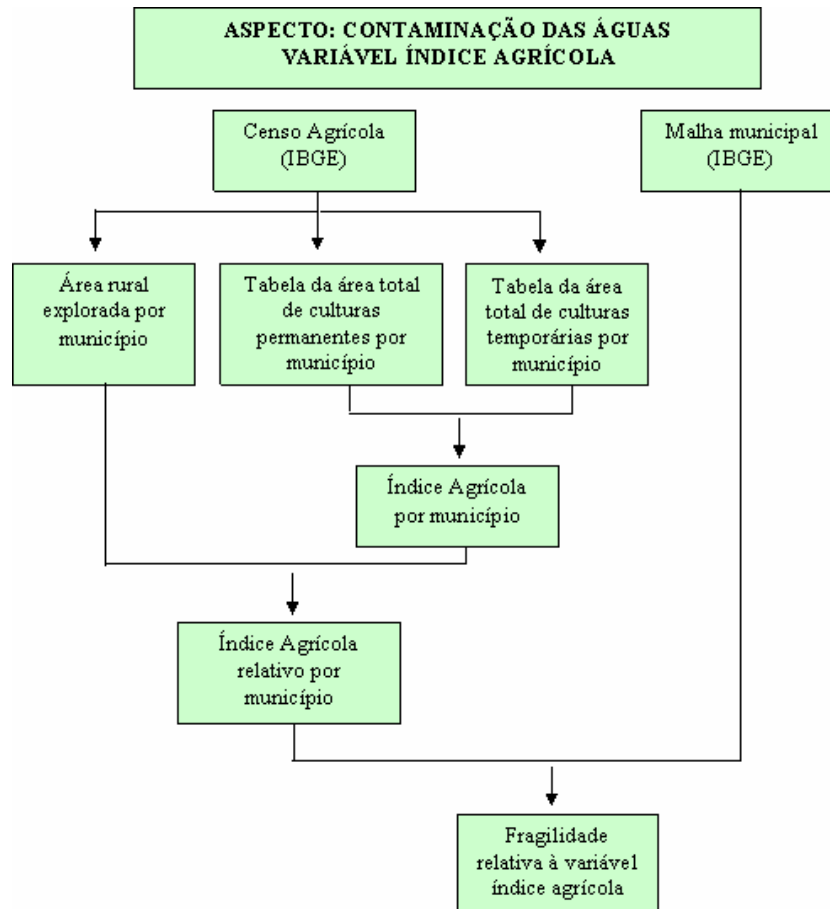 ASPECTO: CONTAMINAÇÃO DAS ÁGUAS
VARIÁVEL ÍNDICE AGRÍCOLA
Censo Agrícola
(IBGE)
Malha municipal
(IBGE)
Área rural
explorada por
município
Tabela da área total
de culturas
permanentes por
município
Tabela da área
total de culturas
temporárias por
município
Índice Agrícola
por município
Índice Agrícola
relativo por
município
Fragilidade
relativa à variável
índice agrícola